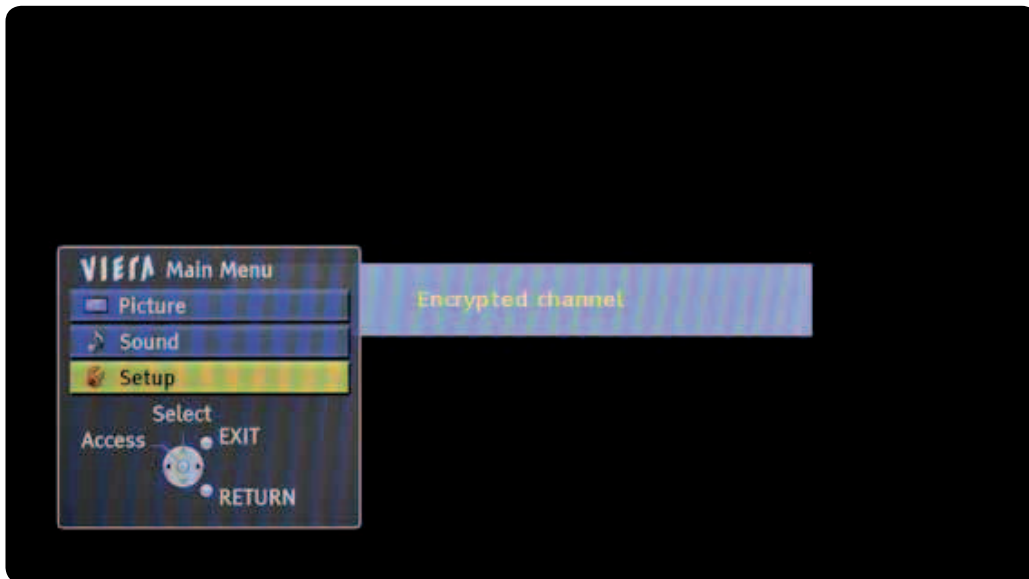 VIERA Main Menu
Picture
Encrypted channel
Sound
Setup
Select
Access
EXIT
RETURN